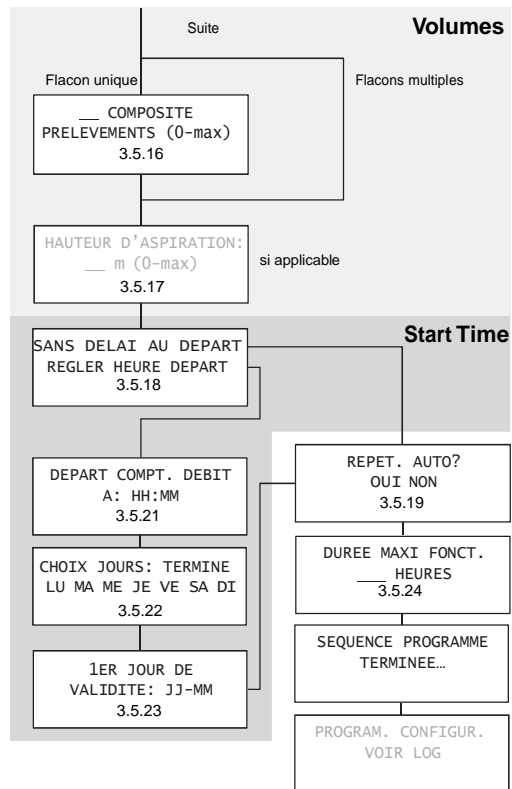 Suite
Volumes
Flacon unique
Flacons multiples
__ COMPOSITE
PRELEVEMENTS (0-max)
3.5.16
HAUTEUR D'ASPIRATION:
__ m (0-max)
3.5.17
si applicable
Start Time
SANS DELAI AU DEPART
REGLER HEURE DEPART
3.5.18
DEPART COMPT. DEBIT
A: HH:MM
3.5.21
CHOIX JOURS: TERMINE
LU MA ME JE VE SA DI
3.5.22
1ER JOUR DE
VALIDITE: JJ-MM
3.5.23
REPET. AUTO?
OUI NON
3.5.19
DUREE MAXI FONCT.
___ HEURES
3.5.24
SEQUENCE PROGRAMME
TERMINEE…
PROGRAM. CONFIGUR.
VOIR LOG